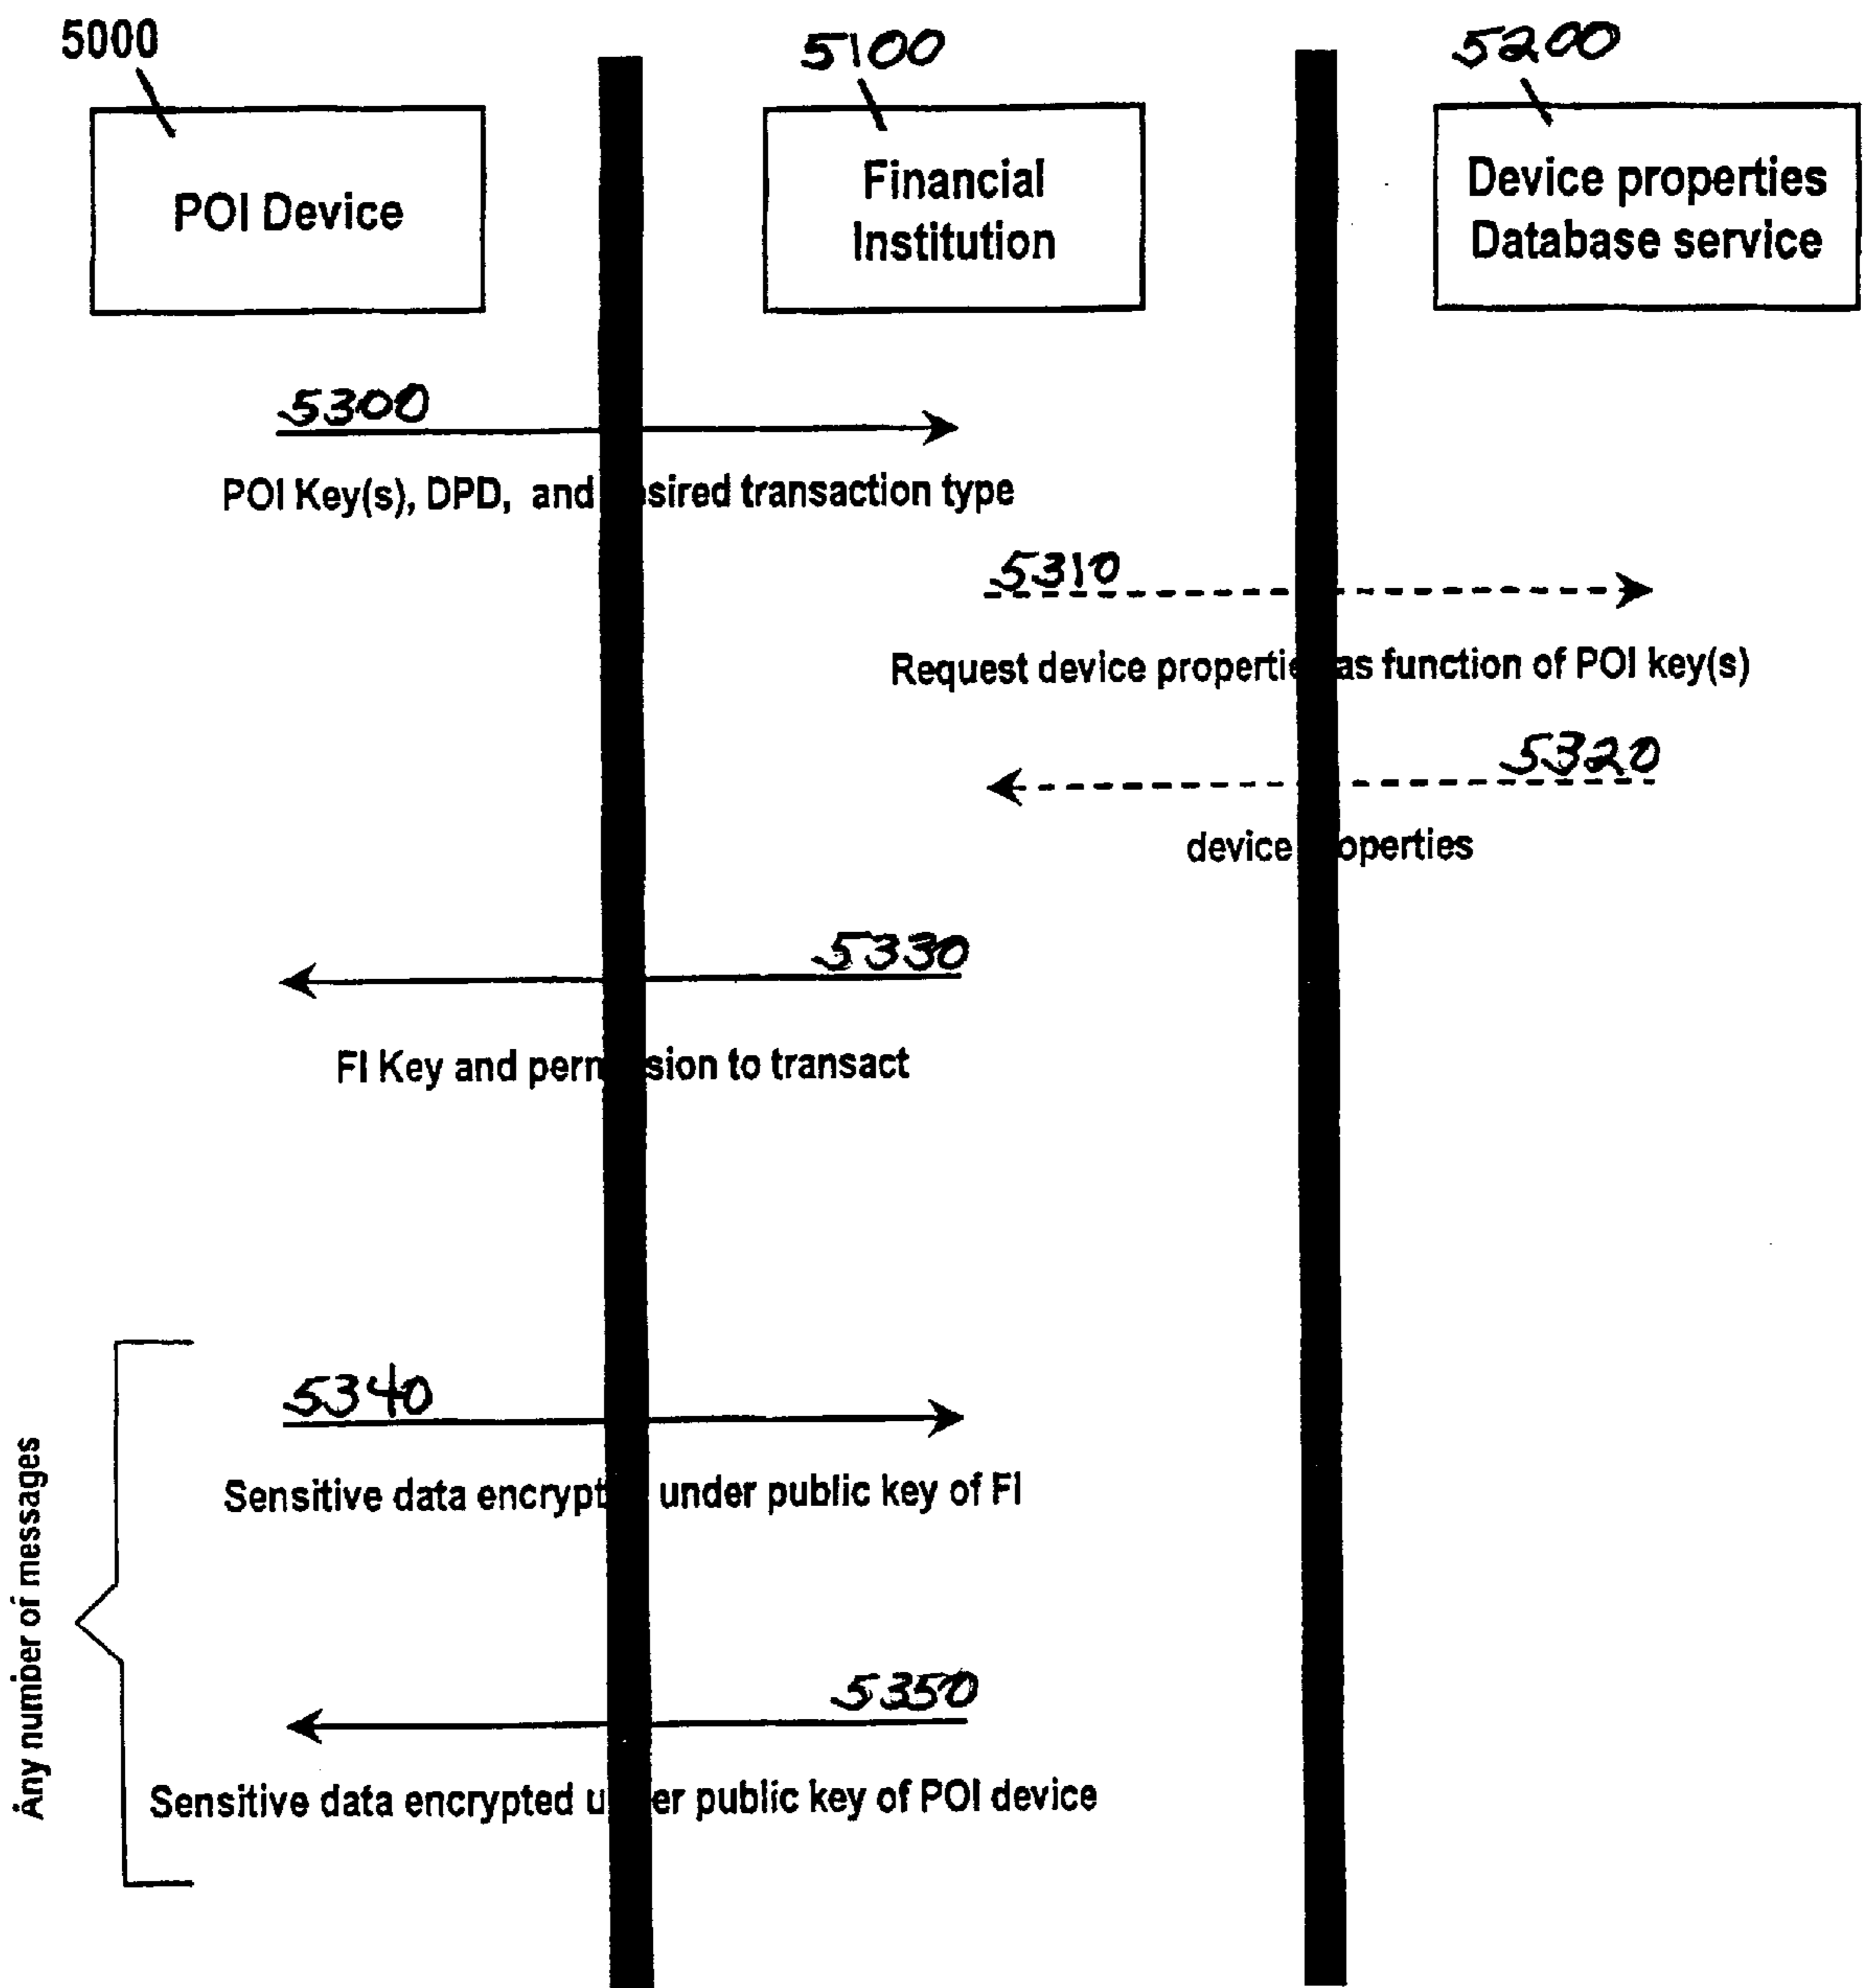 5000
5100
5200
POI Device
Financial
Institution
Device properties
Database service
5300
POI Key(s), DPD, and sired transaction type
5310
Request device propertie as function of POI key(s)
5320
device operties
5330
FI Key and perm sion to transact
5340
Sensitive data encrypt under public key of FI
5350
Sensitive data encrypted u er public key of POI device
Any number of messages